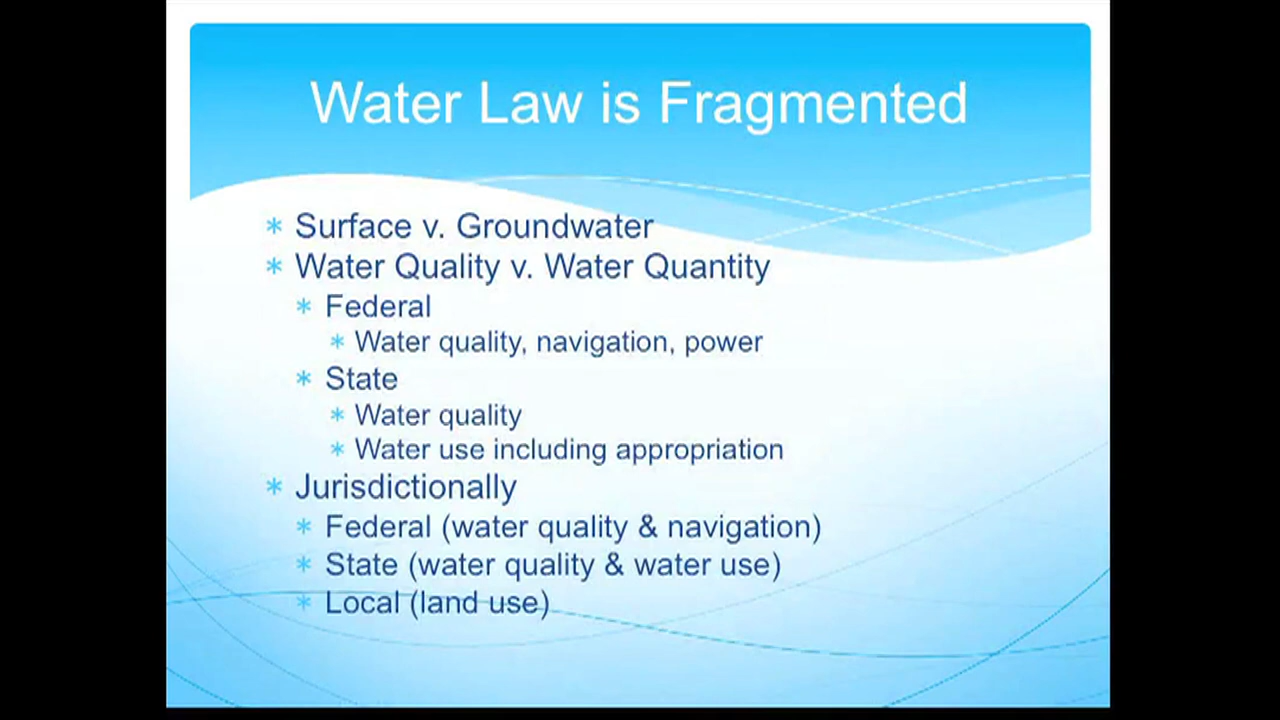 Water Law is Fragmented
* Surface v. Groundwater
* Water Quality v. Water Quantity
* Federal
* Water quality, navigation, power
* State
* Water quality
* Water use including appropriation
* Jurisdictionally
* Federal (water quality & navigation)
* State (water quality & water use)
* Local (land use)